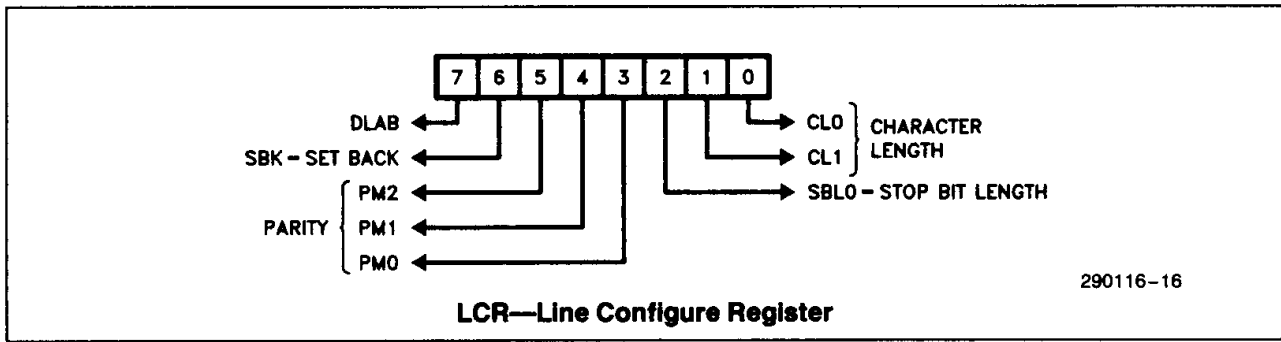 7 6 5 4 3 2 1 0
DLAB
SBK – SET BACK
PM2
PARITY PM1
PM0
CL0
CHARACTER
LENGTH
CL1
SBL0 – STOP BIT LENGTH
290116–16
LCR—Line Configure Register